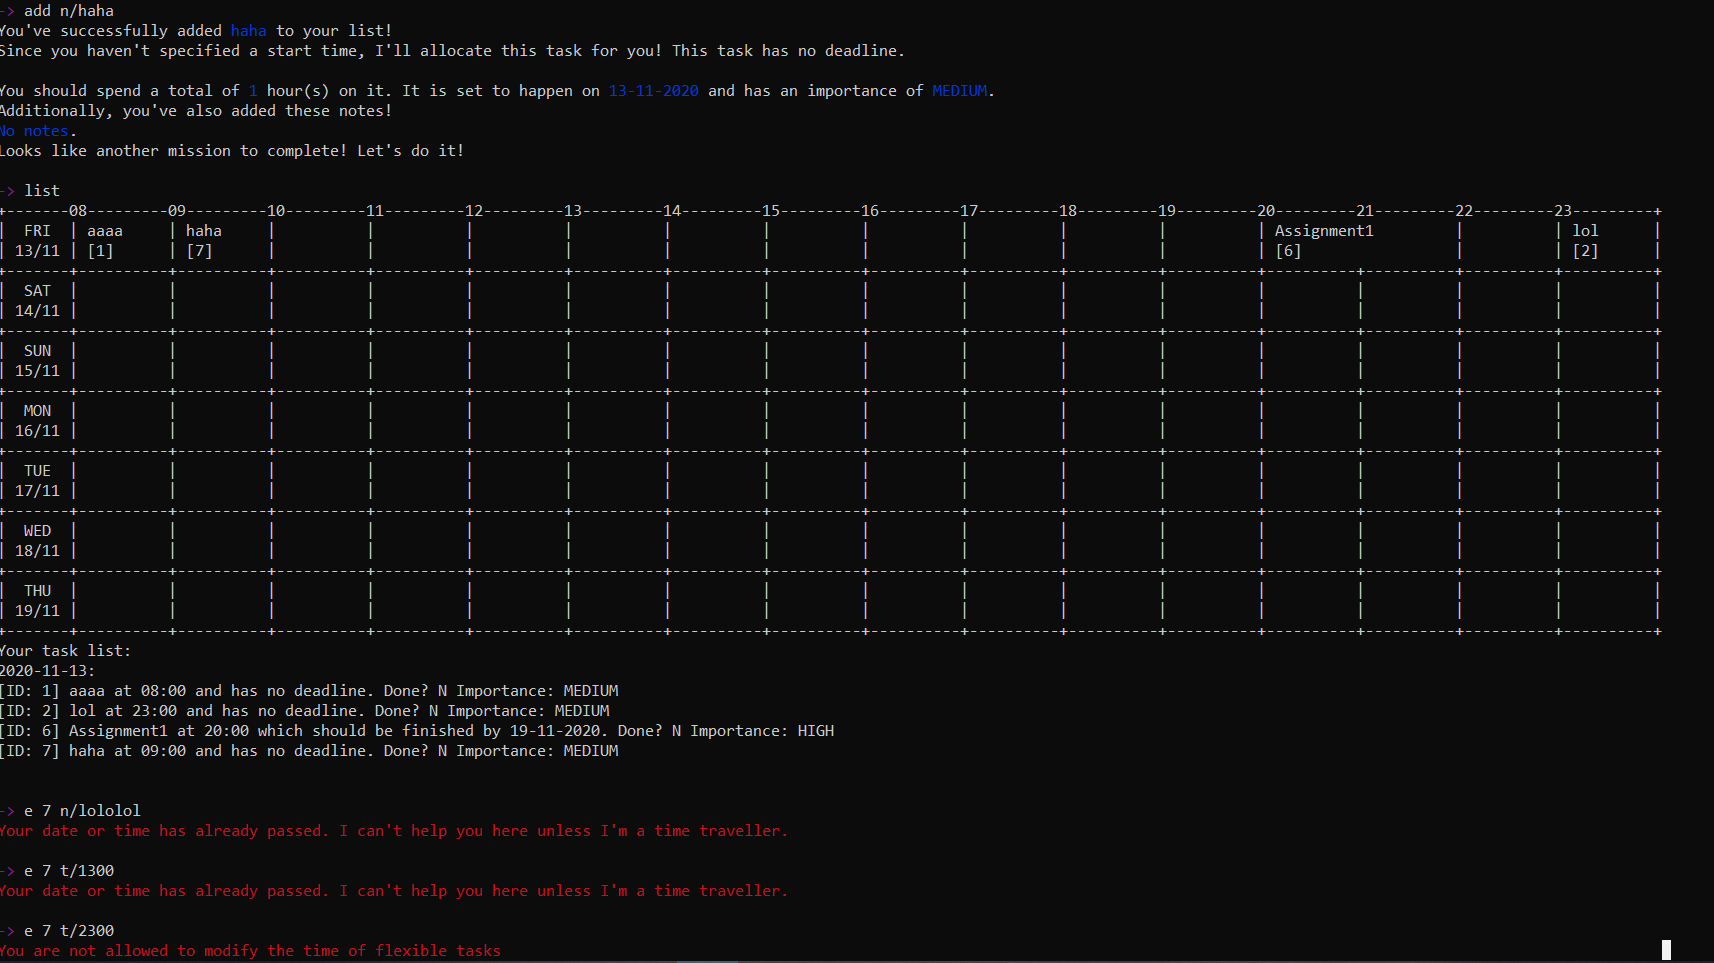 -> add n/haha
You've successfully added haha to your list!
Since you haven't specified a start time, I'll allocate this task for you! This task has no deadline.
You should spend a total of 1 hour(s) on it. It is set to happen on 13-11-2020 and has an importance of MEDIUM.
Additionally, you've also added these notes!
No notes.
Looks like another mission to complete! Let's do it!
-> list
+-------08---------09---------10---------11---------12---------13---------14---------15---------16---------17---------18---------19---------20---------21---------22---------23---------+
|  FRI  | aaaa     | haha     |          |          |          |          |          |          |          |          |          | Assignment1         |          | lol      |
| 13/11 | [1]      | [7]      |          |          |          |          |          |          |          |          |          | [6]                 |          | [2]      |
+-------+----------+----------+----------+----------+----------+----------+----------+----------+----------+----------+----------+----------+----------+----------+----------+----------+
|  SAT  |          |          |          |          |          |          |          |          |          |          |          |          |          |          |          |          |
| 14/11 |          |          |          |          |          |          |          |          |          |          |          |          |          |          |          |          |
+-------+----------+----------+----------+----------+----------+----------+----------+----------+----------+----------+----------+----------+----------+----------+----------+----------+
|  SUN  |          |          |          |          |          |          |          |          |          |          |          |          |          |          |          |          |
| 15/11 |          |          |          |          |          |          |          |          |          |          |          |          |          |          |          |          |
+-------+----------+----------+----------+----------+----------+----------+----------+----------+----------+----------+----------+----------+----------+----------+----------+----------+
|  MON  |          |          |          |          |          |          |          |          |          |          |          |          |          |          |          |          |
| 16/11 |          |          |          |          |          |          |          |          |          |          |          |          |          |          |          |          |
+-------+----------+----------+----------+----------+----------+----------+----------+----------+----------+----------+----------+----------+----------+----------+----------+----------+
|  TUE  |          |          |          |          |          |          |          |          |          |          |          |          |          |          |          |          |
| 17/11 |          |          |          |          |          |          |          |          |          |          |          |          |          |          |          |          |
+-------+----------+----------+----------+----------+----------+----------+----------+----------+----------+----------+----------+----------+----------+----------+----------+----------+
|  WED  |          |          |          |          |          |          |          |          |          |          |          |          |          |          |          |          |
| 18/11 |          |          |          |          |          |          |          |          |          |          |          |          |          |          |          |          |
+-------+----------+----------+----------+----------+----------+----------+----------+----------+----------+----------+----------+----------+----------+----------+----------+----------+
|  THU  |          |          |          |          |          |          |          |          |          |          |          |          |          |          |          |          |
| 19/11 |          |          |          |          |          |          |          |          |          |          |          |          |          |          |          |          |
+-------+----------+----------+----------+----------+----------+----------+----------+----------+----------+----------+----------+----------+----------+----------+----------+----------+
Your task list:
2020-11-13:
[ID: 1] aaaa at 08:00 and has no deadline. Done? N Importance: MEDIUM
[ID: 2] lol at 23:00 and has no deadline. Done? N Importance: MEDIUM
[ID: 6] Assignment1 at 20:00 which should be finished by 19-11-2020. Done? N Importance: HIGH
[ID: 7] haha at 09:00 and has no deadline. Done? N Importance: MEDIUM
-> e 7 n/lololol
Your date or time has already passed. I can't help you here unless I'm a time traveller.
-> e 7 t/1300
Your date or time has already passed. I can't help you here unless I'm a time traveller.
-> e 7 t/2300
You are not allowed to modify the time of flexible tasks